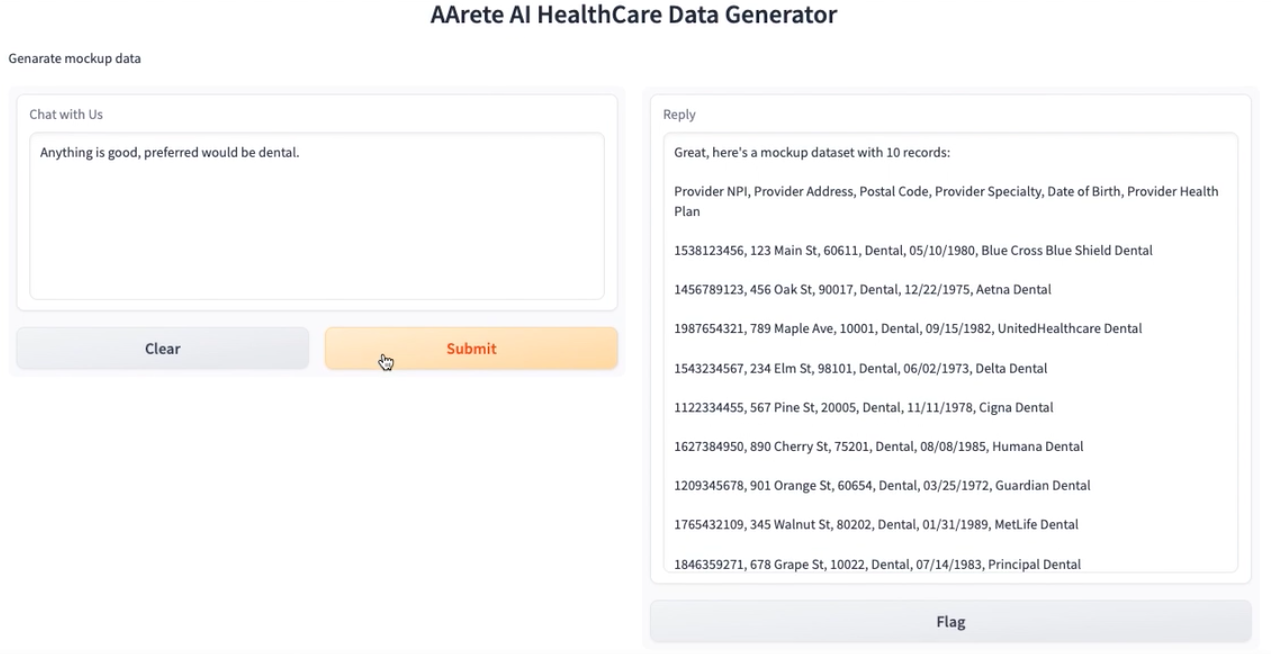 AArete AI HealthCare Data Generator
Genarate mockup data
Chat with Us
Anything is good, preferred would be dental.
Clear
Submit
Reply
Great, here's a mockup dataset with 10 records:
Provider NPI, Provider Address, Postal Code, Provider Specialty, Date of Birth, Provider Health
Plan
1538123456, 123 Main St, 60611, Dental, 05/10/1980, Blue Cross Blue Shield Dental
1456789123, 456 Oak St, 90017, Dental, 12/22/1975, Aetna Dental
1987654321, 789 Maple Ave, 10001, Dental, 09/15/1982, UnitedHealthcare Dental
1543234567, 234 Elm St, 98101, Dental, 06/02/1973, Delta Dental
1122334455, 567 Pine St, 20005, Dental, 11/11/1978, Cigna Dental
1627384950, 890 Cherry St, 75201, Dental, 08/08/1985, Humana Dental
1209345678, 901 Orange St, 60654, Dental, 03/25/1972, Guardian Dental
1765432109, 345 Walnut St, 80202, Dental, 01/31/1989, MetLife Dental
1846359271, 678 Grape St, 10022, Dental, 07/14/1983, Principal Dental
Flag